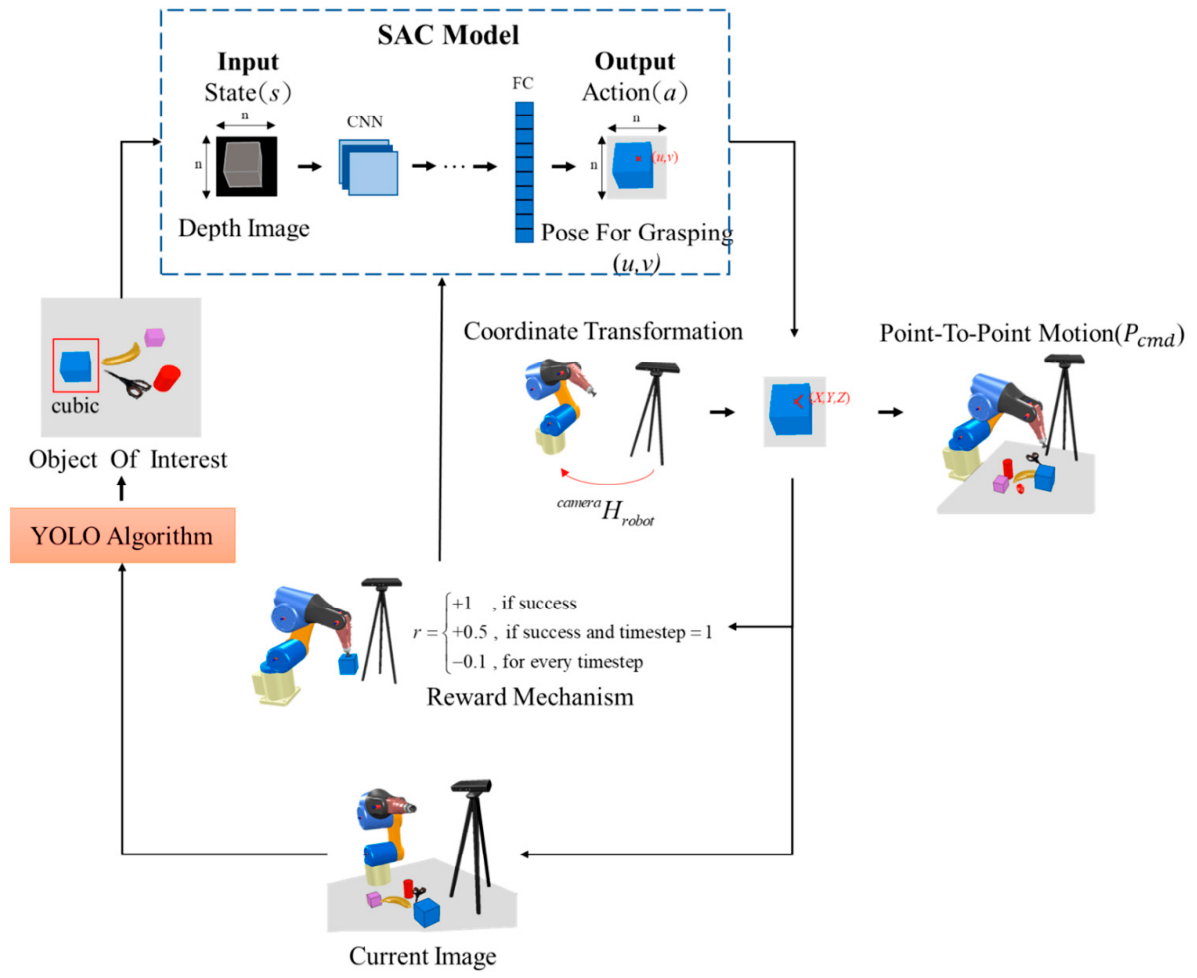 SAC Model
Input
State(s)
n
n
Depth Image
CNN
...
FC
Output
Action(a)
n
n
(u,v)
Pose For Grasping
(u,v)
cubic
Object Of Interest
YOLO Algorithm
Coordinate Transformation
camera H robot
(X,Y,Z)
Point-To-Point Motion(P_cmd)
r = { +1 , if success
+0.5 , if success and timestep = 1
−0.1 , for every timestep
Reward Mechanism
Current Image